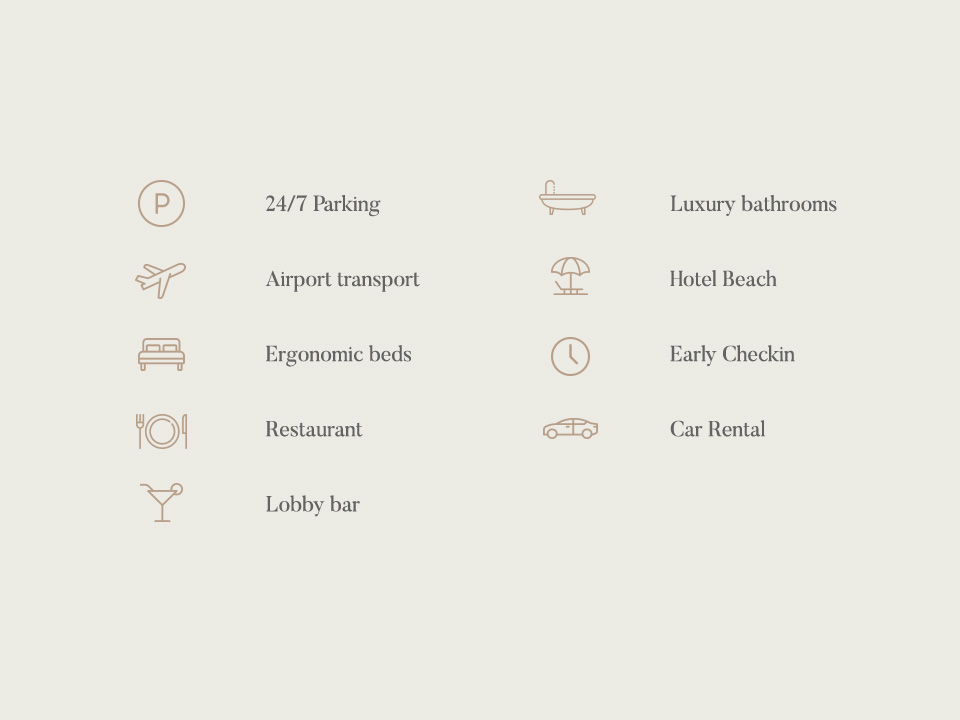 P
24/7 Parking
Airport transport
Ergonomic beds
Restaurant
Lobby bar
Luxury bathrooms
Hotel Beach
Early Checkin
Car Rental